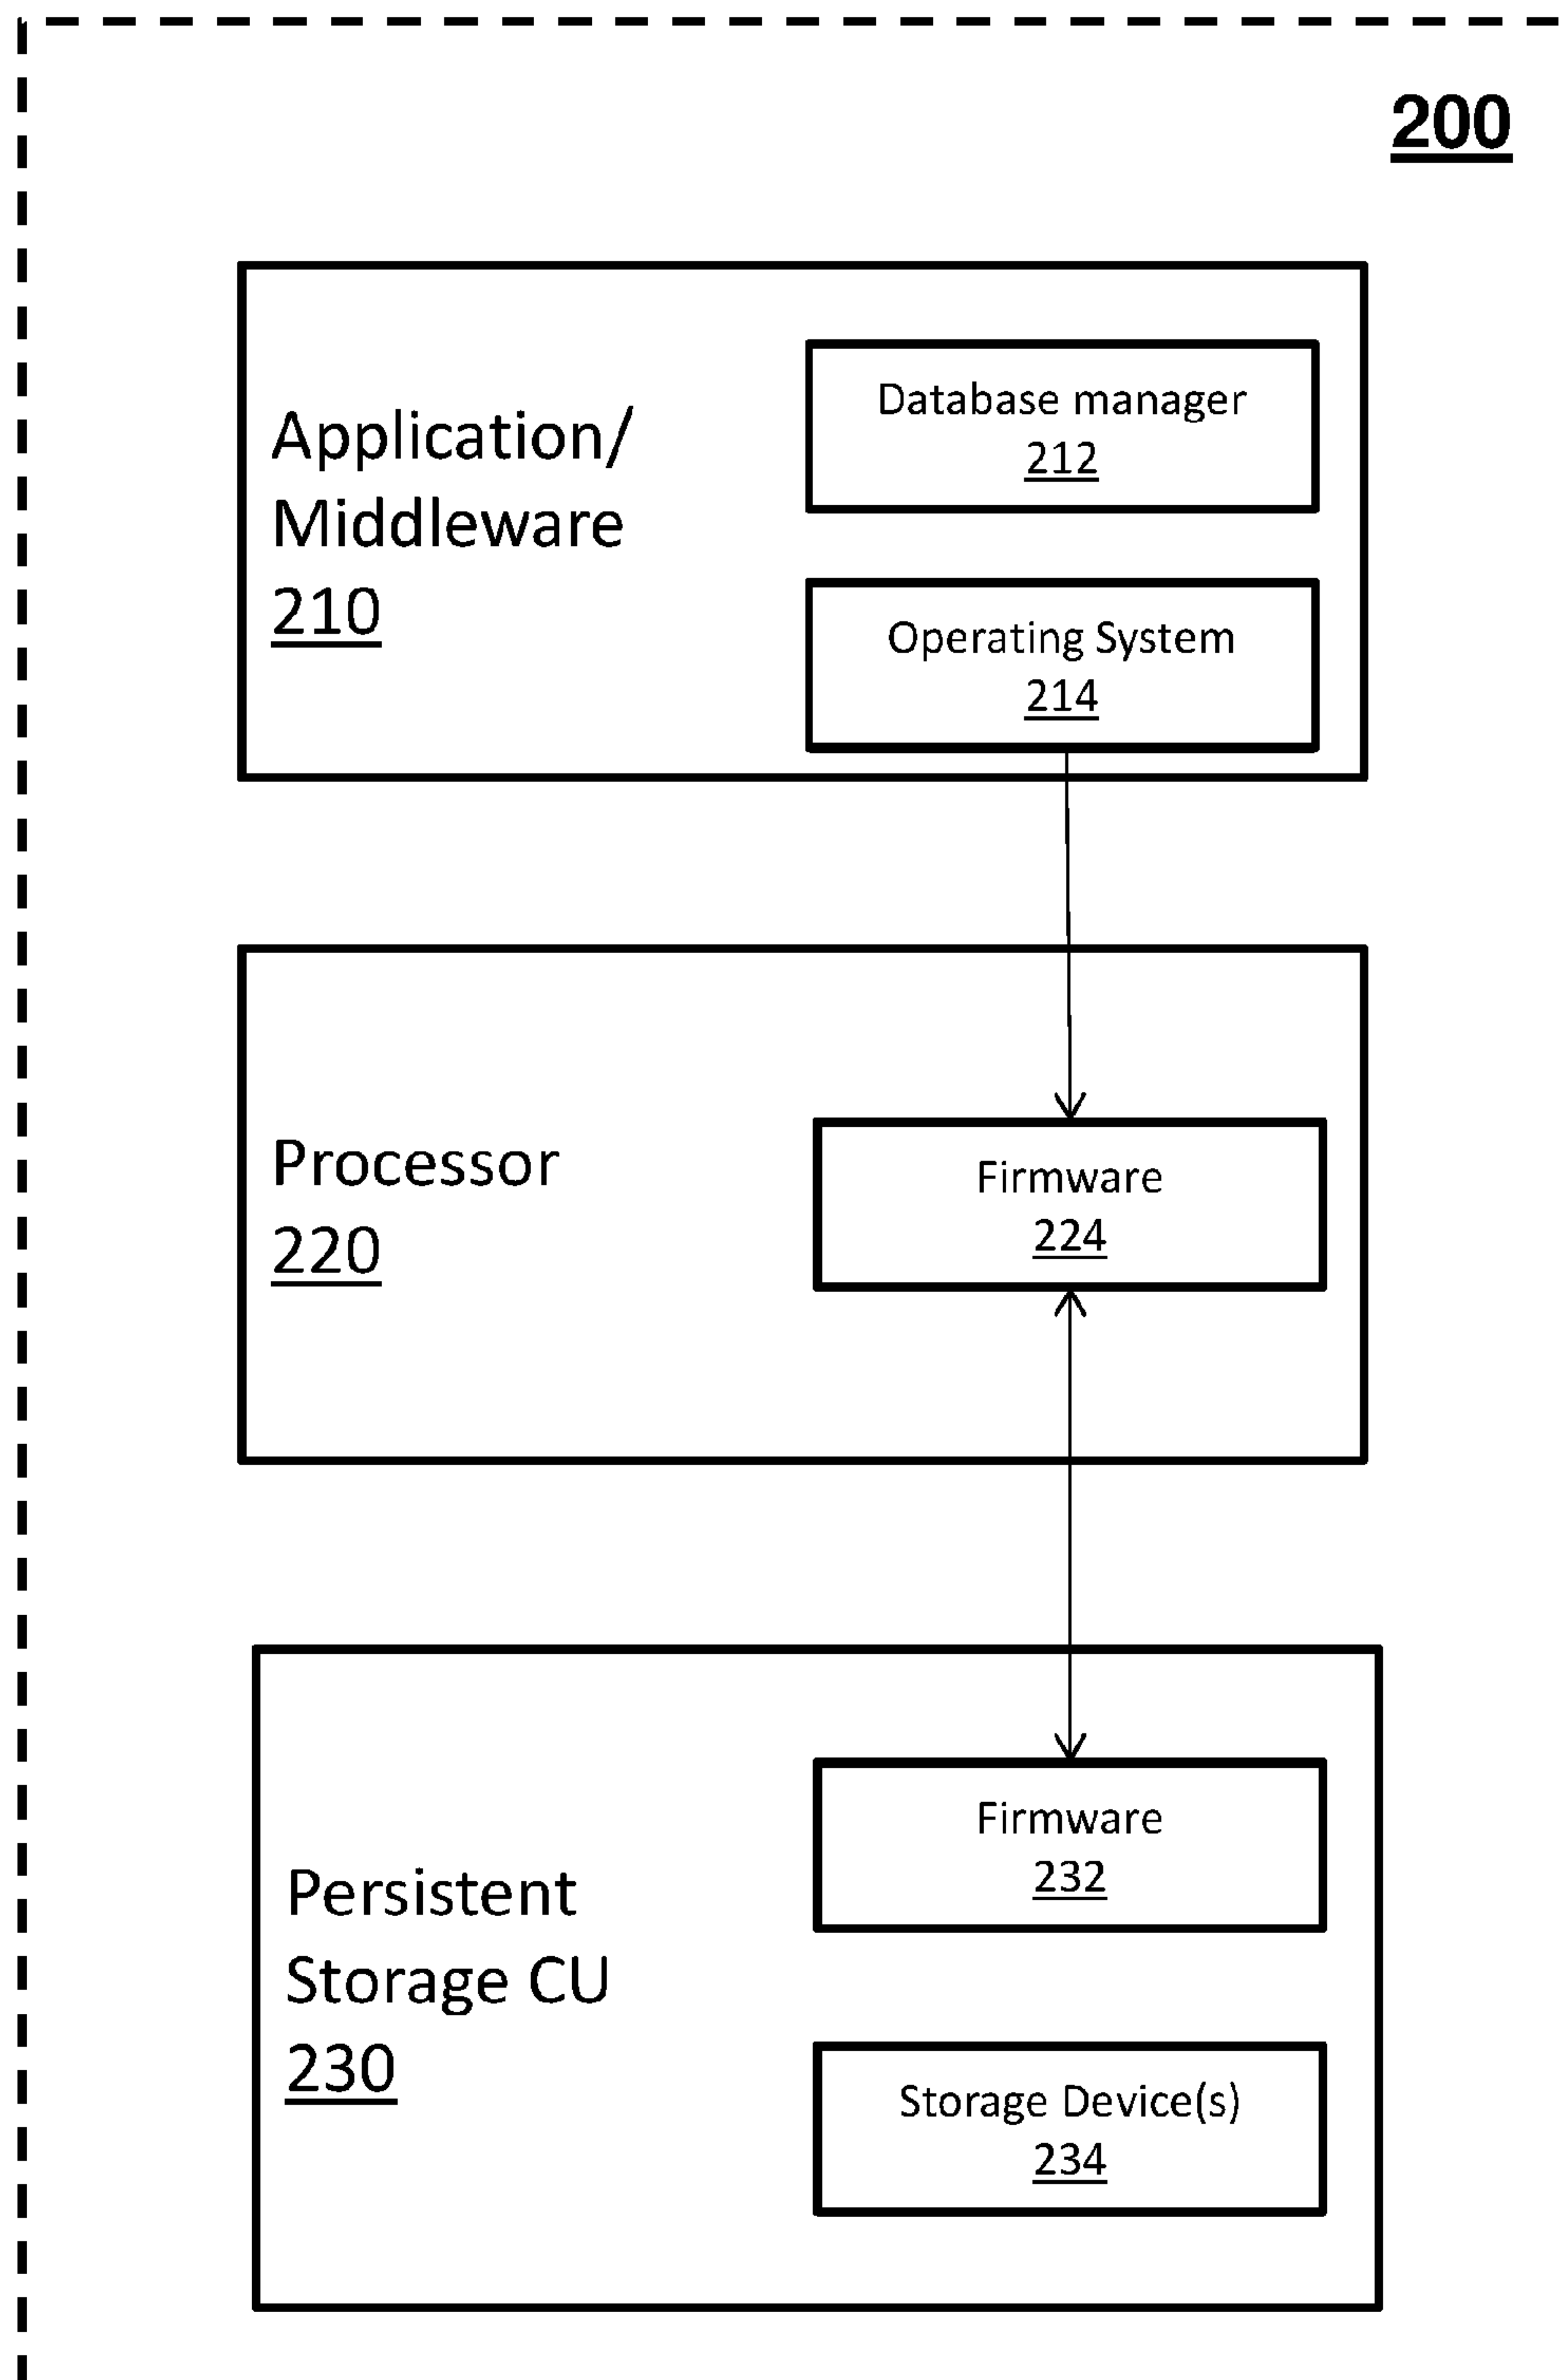 200
Application/
Middleware
210
Database manager
212
Operating System
214
Processor
220
Firmware
224
Persistent
Storage CU
230
Firmware
232
Storage Device(s)
234